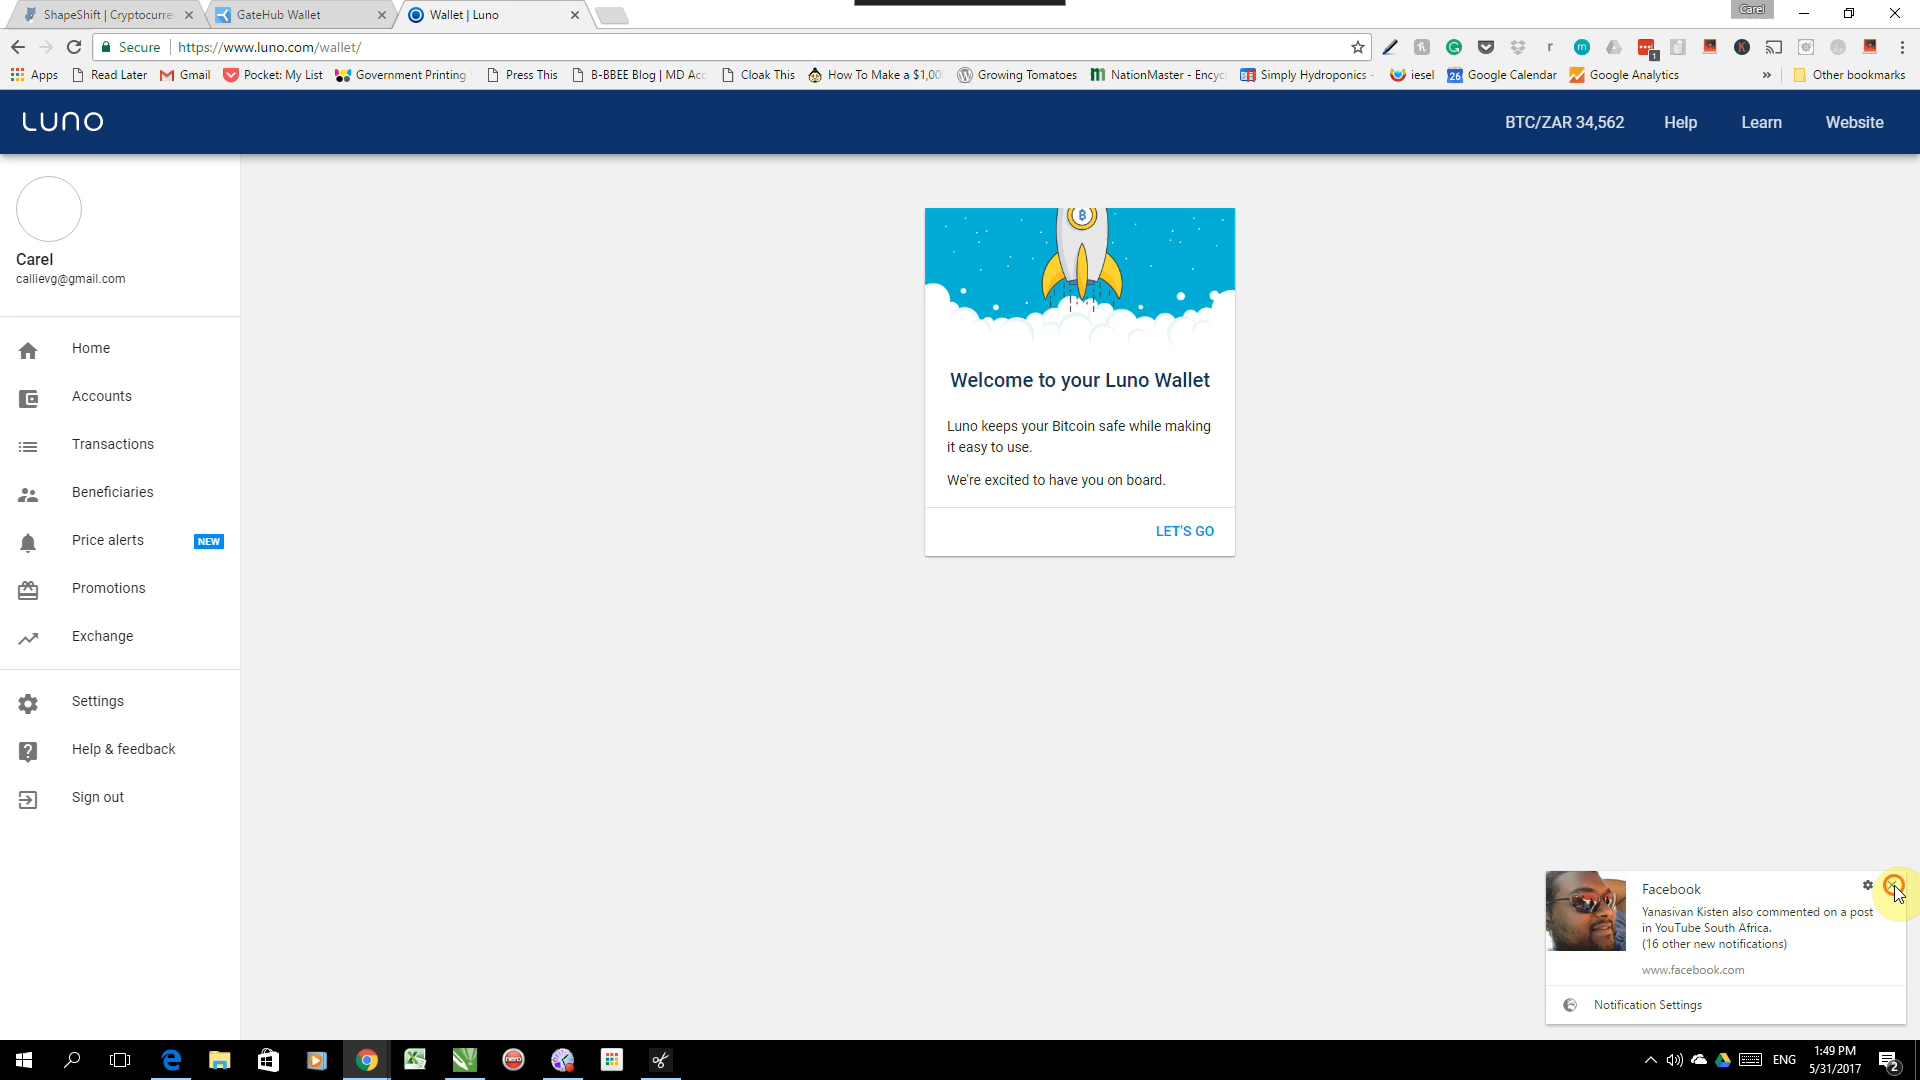 ShapeShift | Cryptocurre
GateHub Wallet
Wallet | Luno
Carel
Secure
https://www.luno.com/wallet/
Apps
Read Later
Gmail
Pocket: My List
Government Printing
Press This
B-BBEE Blog | MD Acc
Cloak This
How To Make a $1,00
Growing Tomatoes
NationMaster - Encyc
Simply Hydroponics -
iesel
Google Calendar
Google Analytics
»
Other bookmarks
LUNO
BTC/ZAR 34,562
Help
Learn
Website
Carel
callievg@gmail.com
Home
Accounts
Transactions
Beneficiaries
Price alerts
NEW
Promotions
Exchange
Settings
Help & feedback
Sign out
Welcome to your Luno Wallet
Luno keeps your Bitcoin safe while making
it easy to use.
We're excited to have you on board.
LET'S GO
Facebook
Yanasivan Kisten also commented on a post
in YouTube South Africa.
(16 other new notifications)
www.facebook.com
Notification Settings
ENG
1:49 PM
5/31/2017
2